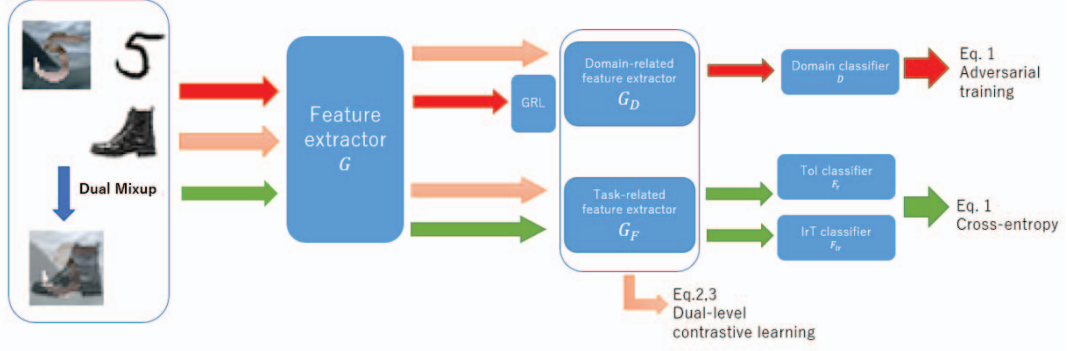 5
5
Dual Mixup
Feature
extractor
G
GRL
Domain-related
feature extractor
G_D
Task-related
feature extractor
G_F
Domain classifier
D
ToI classifier
F_r
IrT classifier
F_ir
Eq. 1
Adversarial
training
Eq. 1
Cross-entropy
Eq.2,3
Dual-level
contrastive learning